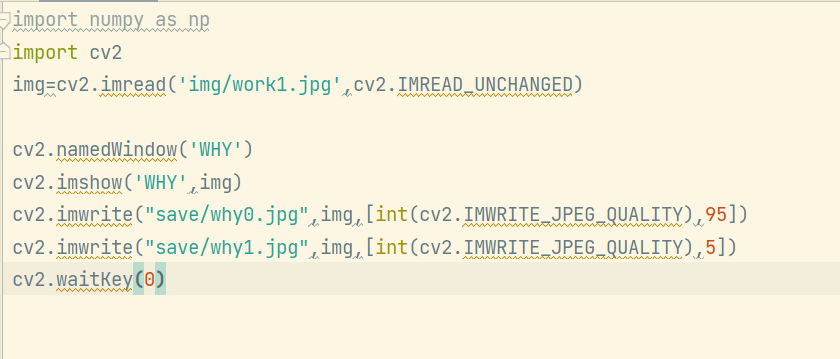 import numpy as np
import cv2
img=cv2.imread('img/work1.jpg',cv2.IMREAD_UNCHANGED)
cv2.namedWindow('WHY')
cv2.imshow('WHY',img)
cv2.imwrite("save/why0.jpg",img,[int(cv2.IMWRITE_JPEG_QUALITY),95])
cv2.imwrite("save/why1.jpg",img,[int(cv2.IMWRITE_JPEG_QUALITY),5])
cv2.waitKey(0)